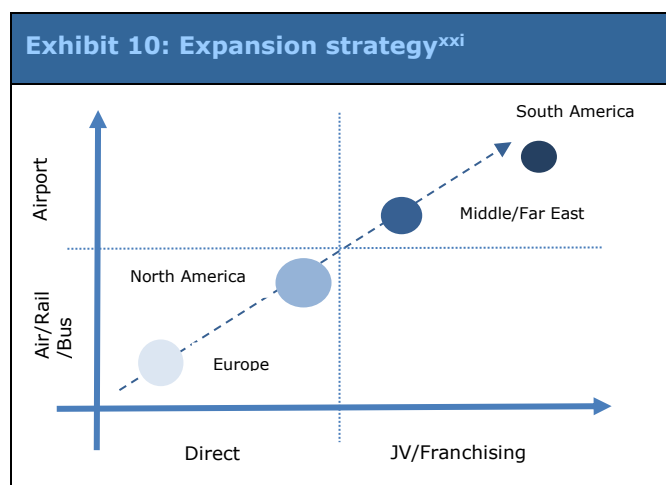 Exhibit 10: Expansion strategyxxi
South America
Airport
Middle/Far East
North America
Air/Rail
/Bus
Europe
Direct
JV/Franchising